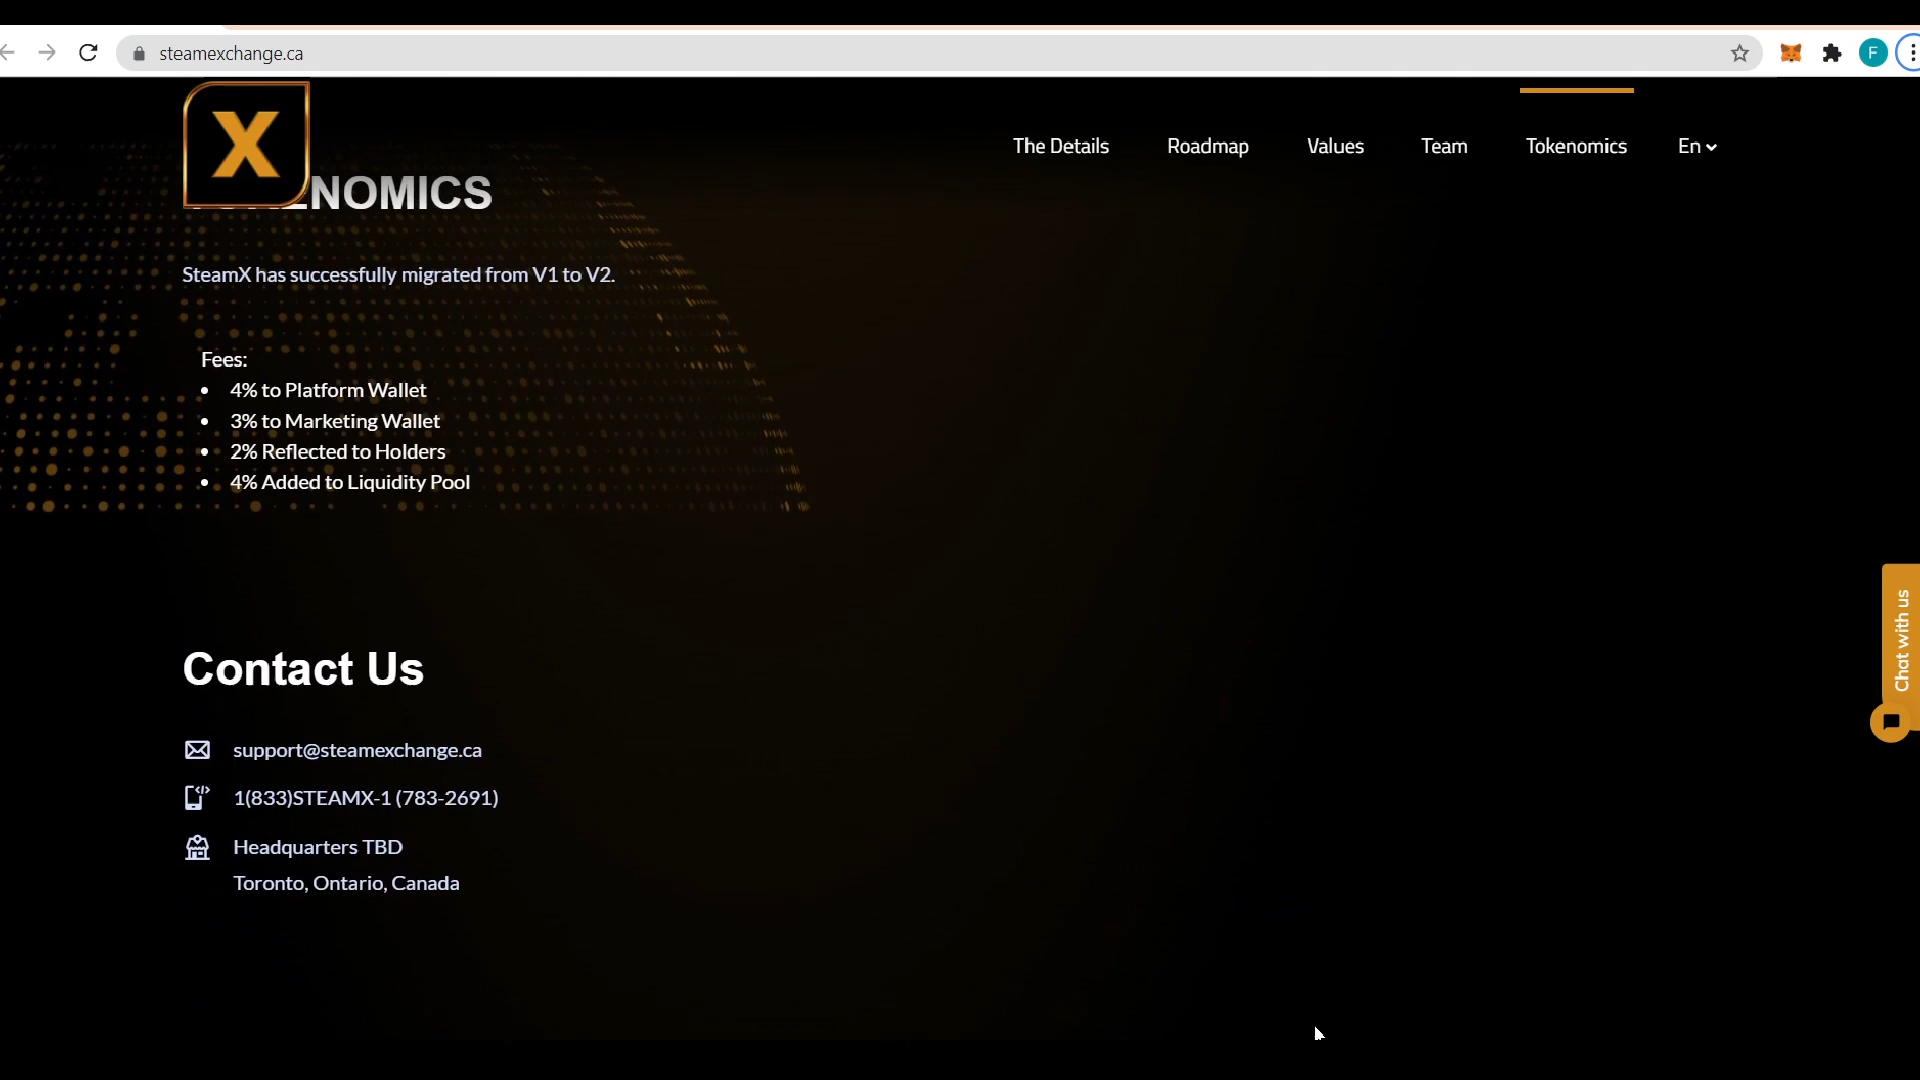 steamexchange.ca
F
X
The Details
Roadmap
Values
Team
Tokenomics
En
NOMICS
SteamX has successfully migrated from V1 to V2.
Fees:
• 4% to Platform Wallet
• 3% to Marketing Wallet
• 2% Reflected to Holders
• 4% Added to Liquidity Pool
Chat with us
Contact Us
support@steamexchange.ca
1(833)STEAMX-1 (783-2691)
Headquarters TBD
Toronto, Ontario, Canada